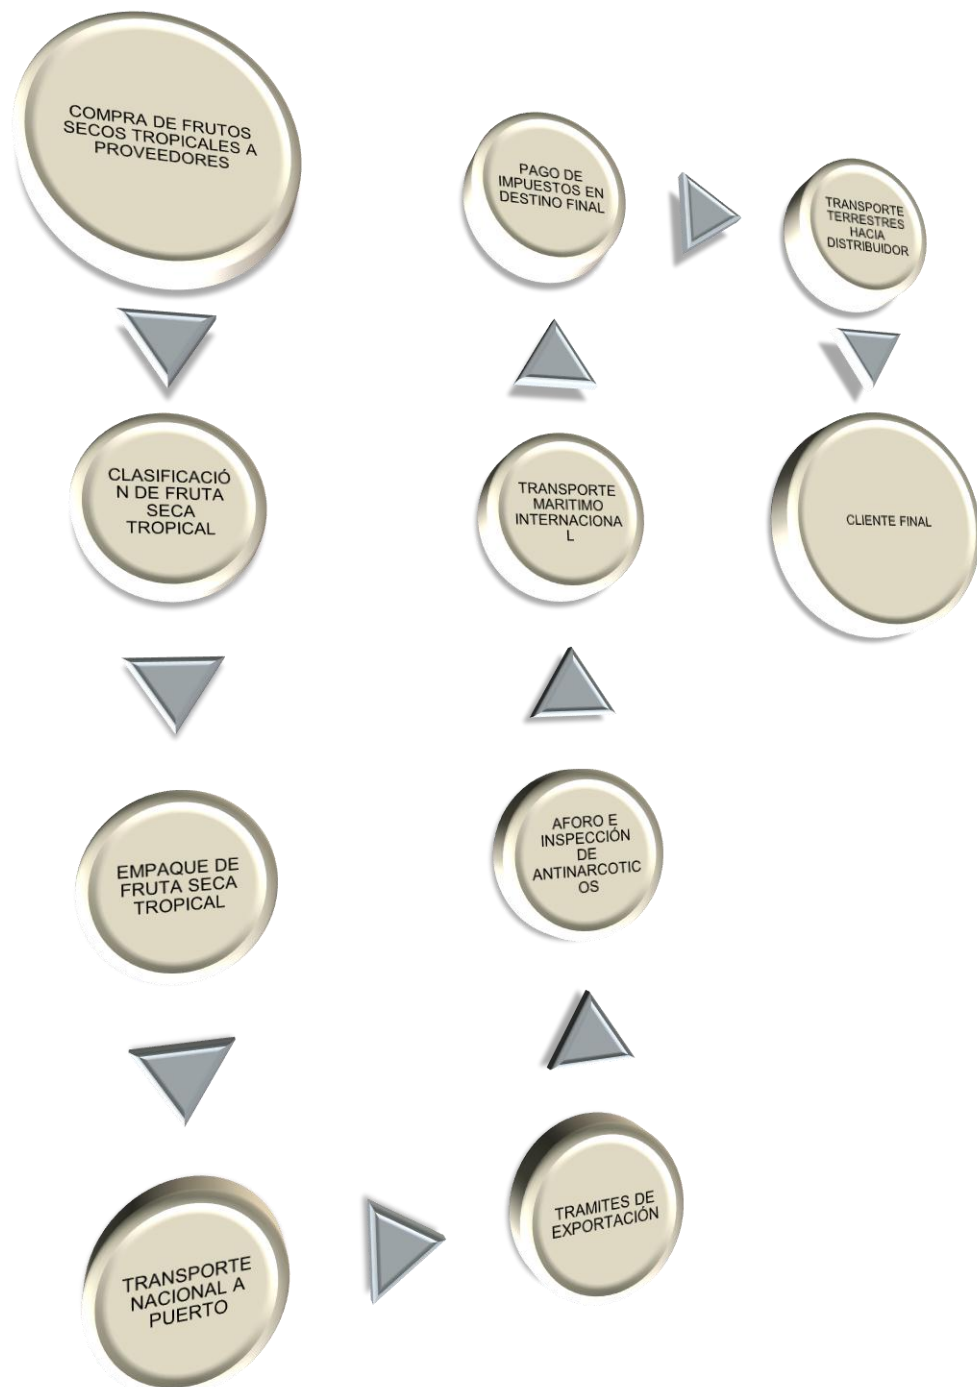 COMPRA DE FRUTOS
SECOS TROPICALES A
PROVEEDORES
CLASIFICACIÓ
N DE FRUTA
SECA
TROPICAL
EMPAQUE DE
FRUTA SECA
TROPICAL
TRANSPORTE
NACIONAL A
PUERTO
TRAMITES DE
EXPORTACIÓN
AFORO E
INSPECCIÓN
DE
ANTINARCOTIC
OS
TRANSPORTE
MARITIMO
INTERNACIONA
L
PAGO DE
IMPUESTOS EN
DESTINO FINAL
TRANSPORTE
TERRESTRES
HACIA
DISTRIBUIDOR
CLIENTE FINAL